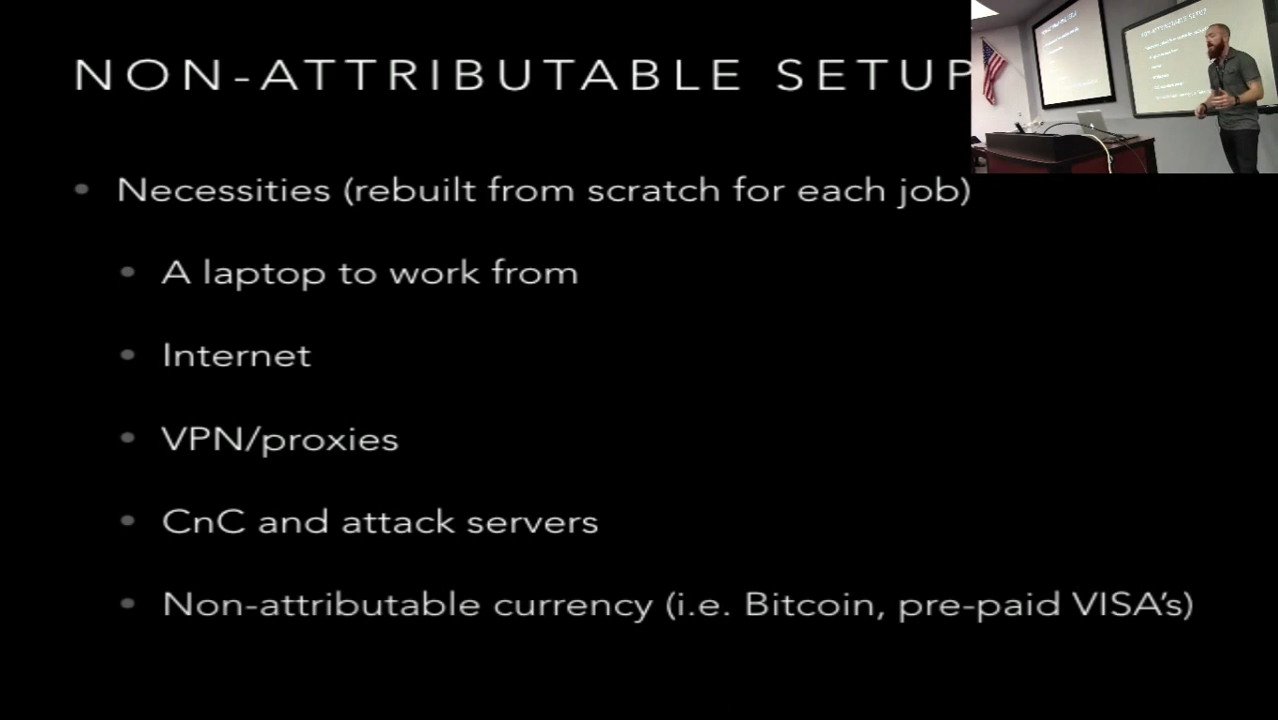 NON-ATTRIBUTABLE SETUP
Necessities (rebuilt from scratch for each job)
A laptop to work from
Internet
VPN/proxies
CnC and attack servers
Non-attributable currency (i.e. Bitcoin, pre-paid VISA's)